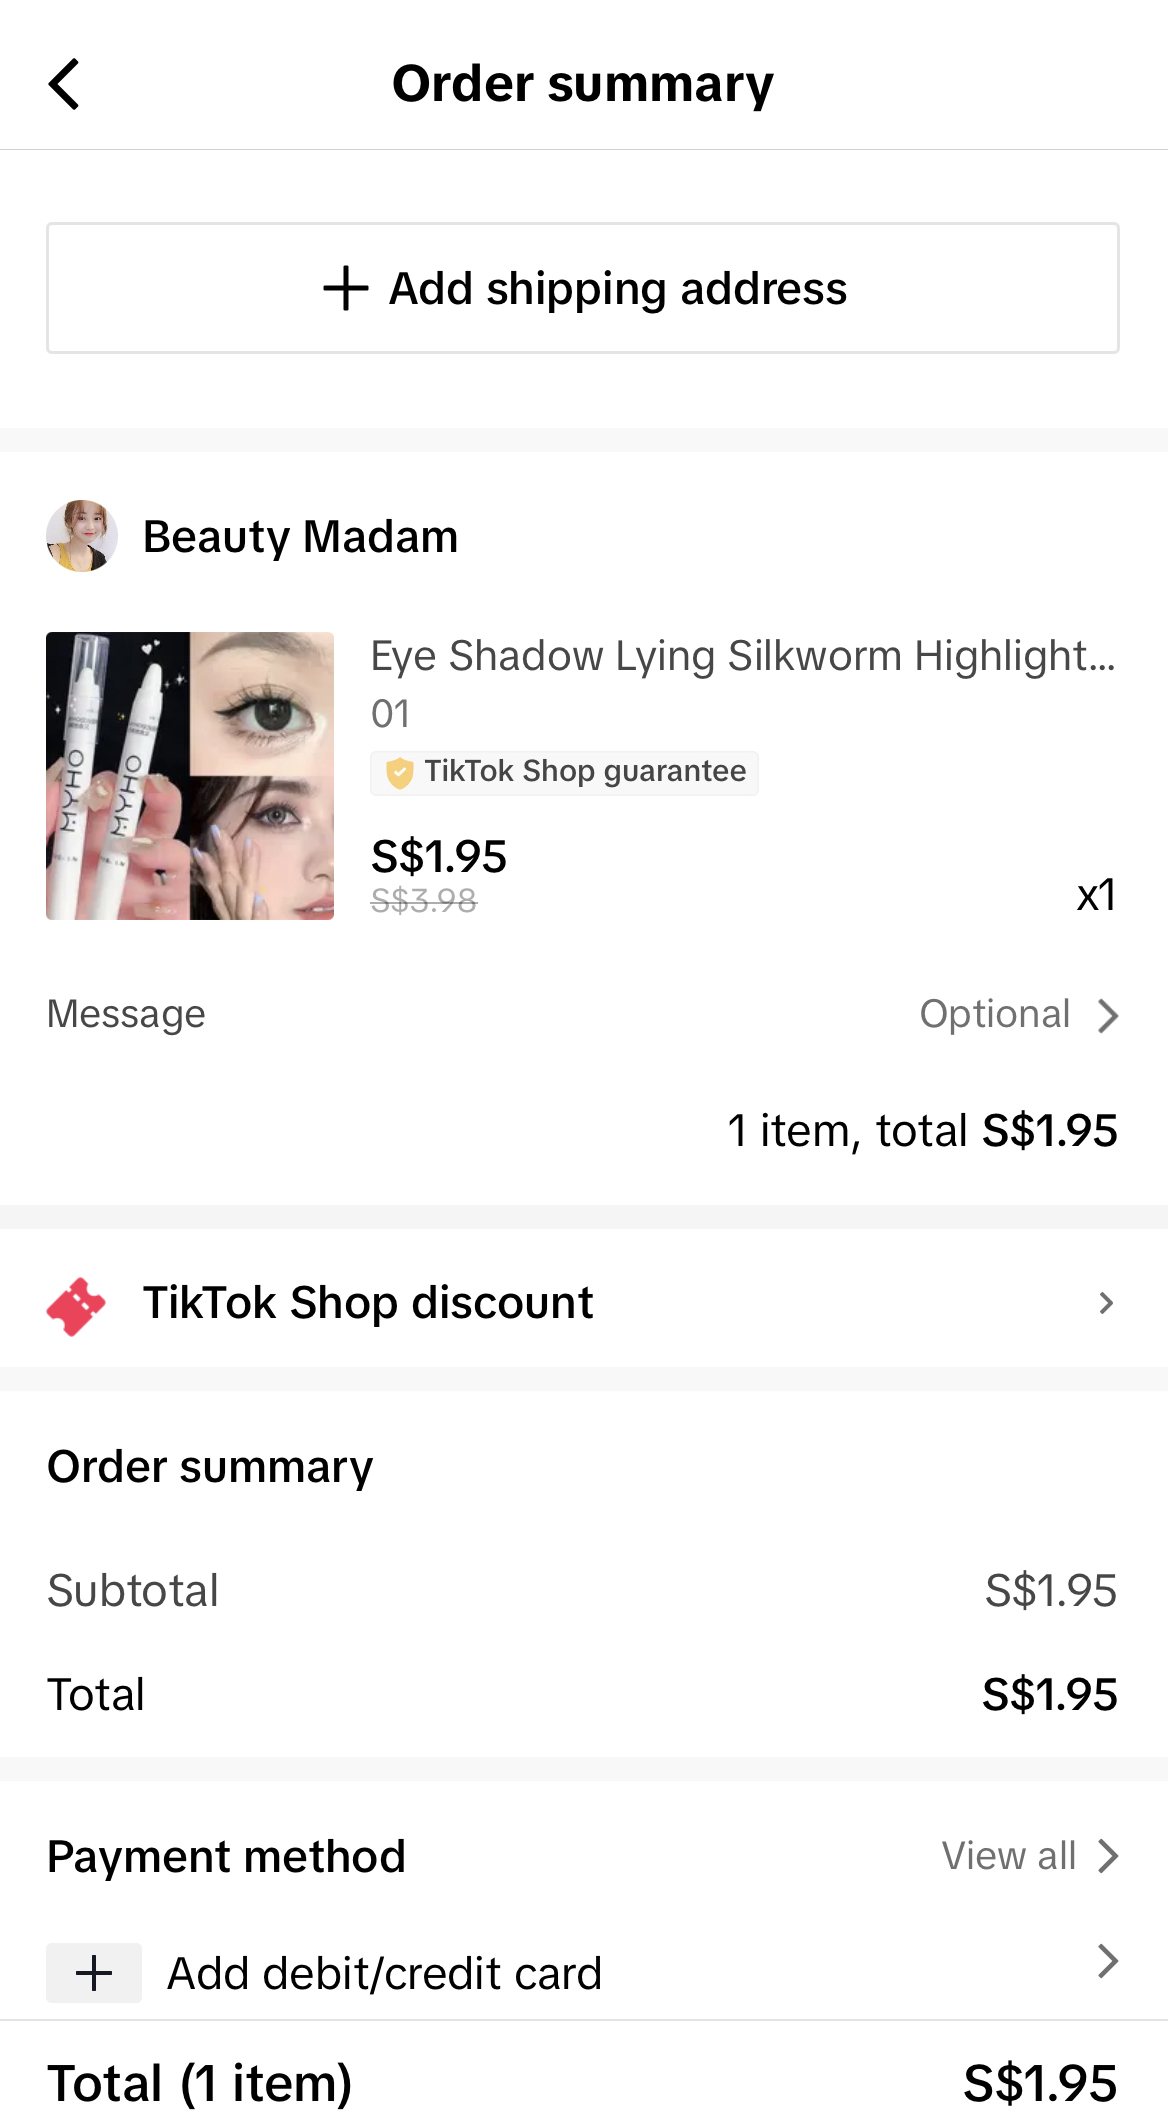 Order summary
Add shipping address
Beauty Madam
Eye Shadow Lying Silkworm Highlight...
01
TikTok Shop guarantee
S$1.95
S$3.98
x1
OHYM
OHYM
Message
Optional
1 item, total S$1.95
TikTok Shop discount
Order summary
Subtotal
S$1.95
Total
S$1.95
Payment method
View all
Add debit/credit card
Total (1 item)
S$1.95